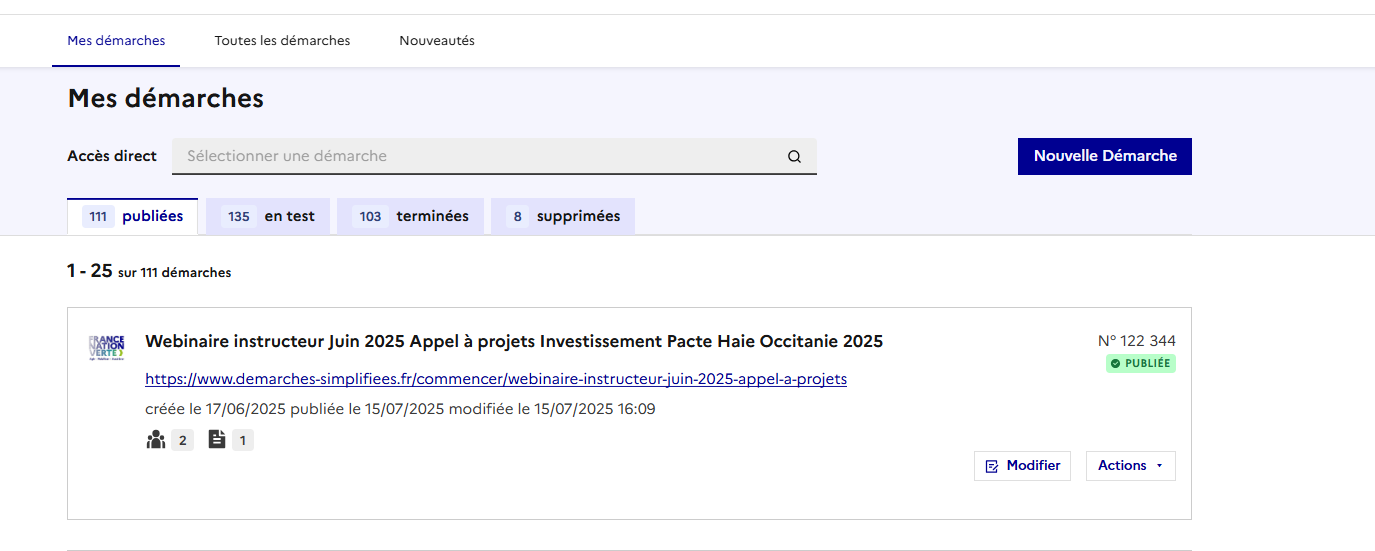 Mes démarches Toutes les démarches Nouveautés
Mes démarches
Accès direct Sélectionner une démarche Nouvelle Démarche
111 publiées 135 en test 103 terminées 8 supprimées
1 - 25 sur 111 démarches
FRANCE
NATION
VERTE
Webinaire instructeur Juin 2025 Appel à projets Investissement Pacte Haie Occitanie 2025
N° 122 344
PUBLIÉE
https://www.demarches-simplifiees.fr/commencer/webinaire-instructeur-juin-2025-appel-a-projets
créée le 17/06/2025 publiée le 15/07/2025 modifiée le 15/07/2025 16:09
2 1
Modifier Actions